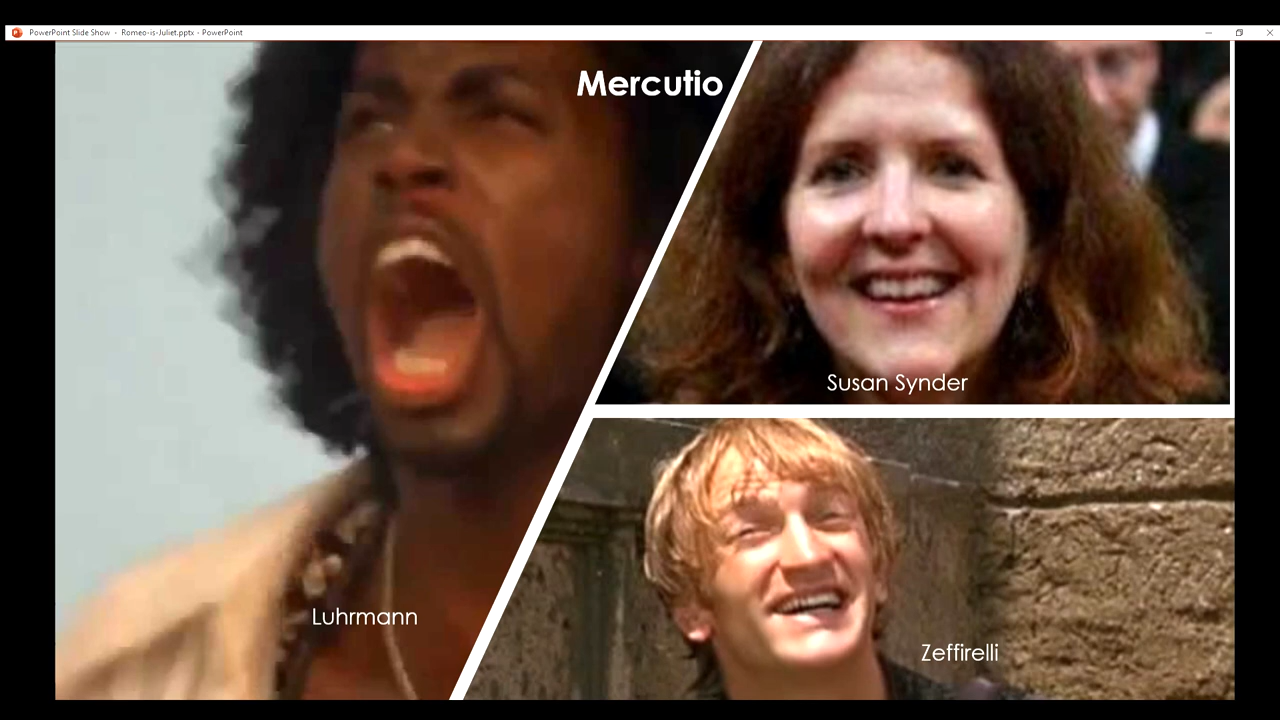 PowerPoint Slide Show - Romeo-is-Juliet.pptx - PowerPoint
Mercutio
Susan Synder
Luhrmann
Zeffirelli